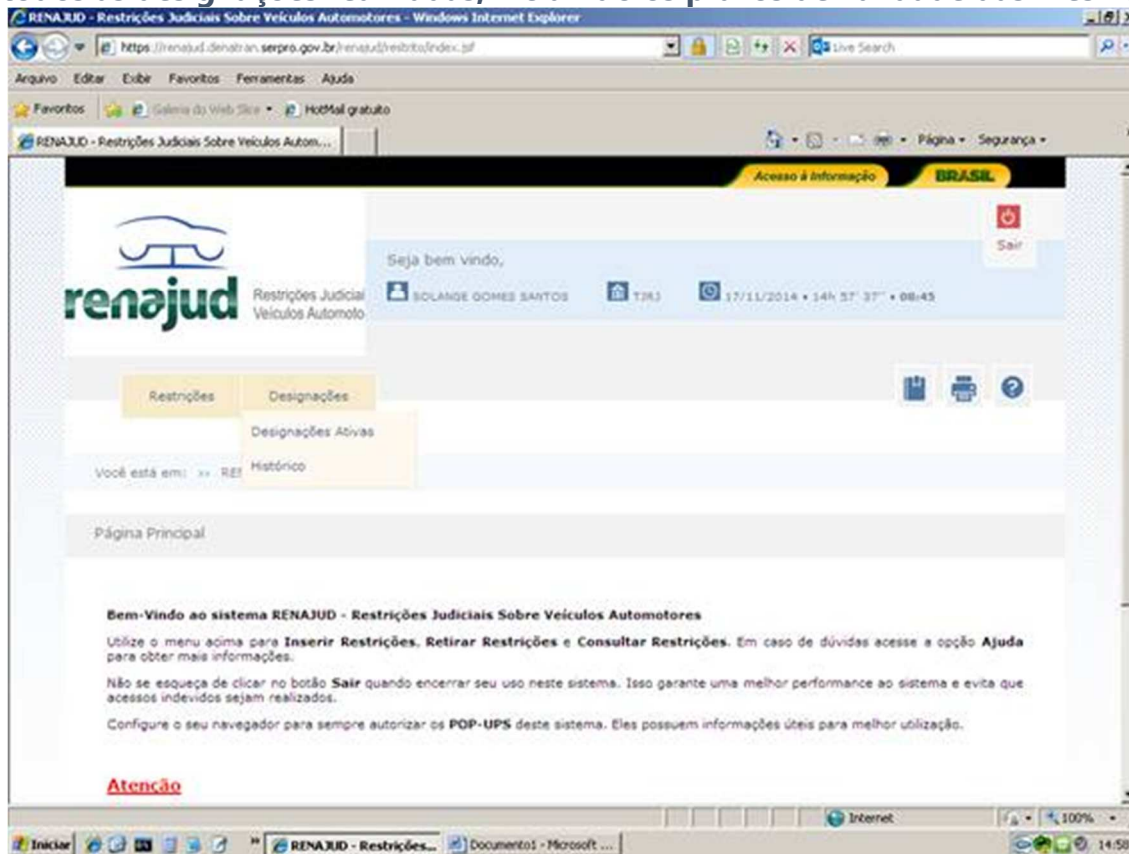 RENAJUD - Restrições Judiciais Sobre Veículos Automotores - Windows Internet Explorer
https://renajud.denatran.serpro.gov.br/renajud/restrito/index.jsf
Live Search
Arquivo Editar Exibir Favoritos Ferramentas Ajuda
Favoritos Galeria do Web Slice HotMail gratuito
RENAJUD - Restrições Judiciais Sobre Veículos Autom... Página Segurança
Acesso à Informação BRASIL
Sair
Seja bem vindo,
renajud Restrições Judicial
Veículos Automoto
SOLANGE GOMES SANTOS TJRJ 17/11/2014 • 14h 57' 37'' • 08:45
Restrições Designações
Designações Ativas
Histórico
Você está em: >> RE
Página Principal
Bem-Vindo ao sistema RENAJUD - Restrições Judiciais Sobre Veículos Automotores
Utilize o menu acima para Inserir Restrições, Retirar Restrições e Consultar Restrições. Em caso de dúvidas acesse a opção Ajuda
para obter mais informações.
Não se esqueça de clicar no botão Sair quando encerrar seu uso neste sistema. Isso garante uma melhor performance ao sistema e evita que
acessos indevidos sejam realizados.
Configure o seu navegador para sempre autorizar os POP-UPS deste sistema. Eles possuem informações úteis para melhor utilização.
Atenção
Internet 100%
Iniciar RENAJUD - Restrições... Documento1 - Microsoft ... 14:58